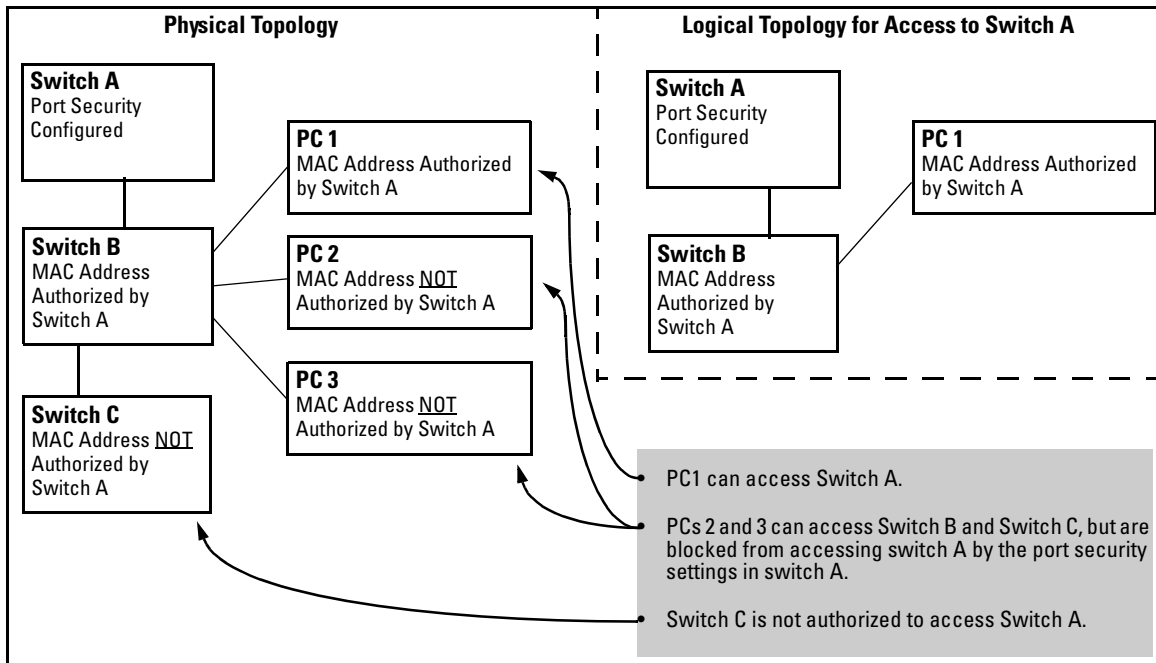 Physical Topology
Switch A
Port Security
Configured
PC 1
MAC Address Authorized
by Switch A
Switch B
MAC Address
Authorized by
Switch A
PC 2
MAC Address NOT
Authorized by Switch A
PC 3
MAC Address NOT
Authorized by Switch A
Switch C
MAC Address NOT
Authorized by
Switch A
Logical Topology for Access to Switch A
Switch A
Port Security
Configured
PC 1
MAC Address Authorized
by Switch A
Switch B
MAC Address
Authorized by
Switch A
• PC1 can access Switch A.
• PCs 2 and 3 can access Switch B and Switch C, but are
blocked from accessing switch A by the port security
settings in switch A.
• Switch C is not authorized to access Switch A.